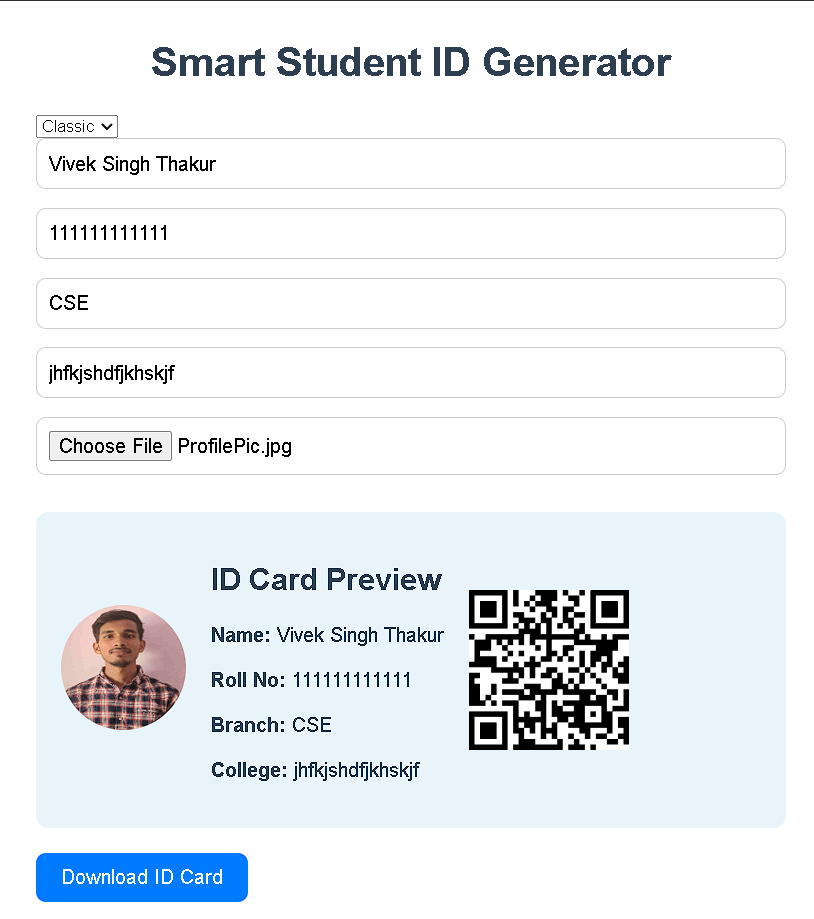 Smart Student ID Generator
Classic
Vivek Singh Thakur
111111111111
CSE
jhfkjshdfjkhskjf
Choose File ProfilePic.jpg
ID Card Preview
Name: Vivek Singh Thakur
Roll No: 111111111111
Branch: CSE
College: jhfkjshdfjkhskjf
Download ID Card